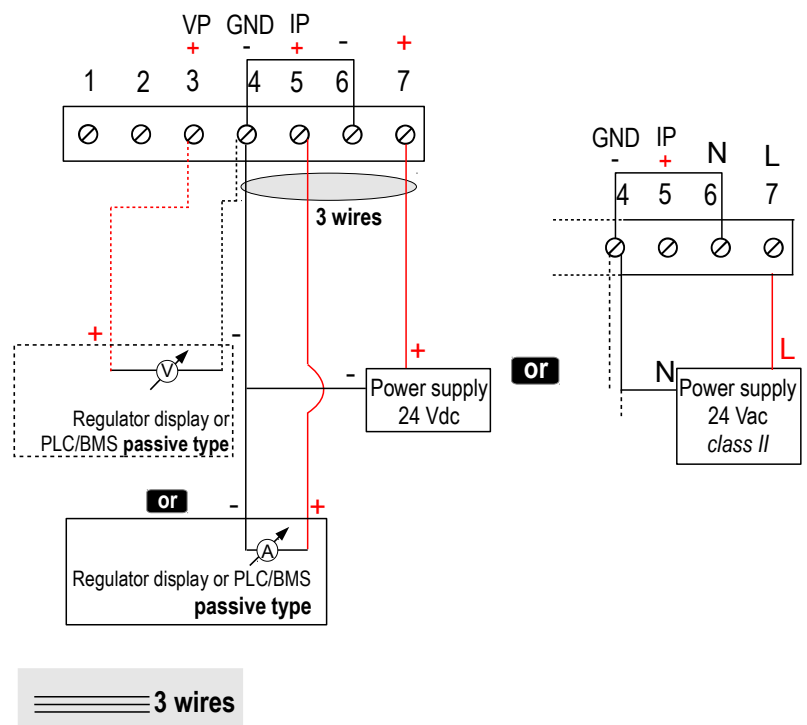 VP GND IP
+ - + - +
1 2 3 4 5 6 7
3 wires
+
-
V
Regulator display or
PLC/BMS passive type
-
+
Power supply
24 Vdc
or
-
+
A
Regulator display or PLC/BMS
passive type
or
GND IP N L
- +
4 5 6 7
N
L
Power supply
24 Vac
class II
3 wires